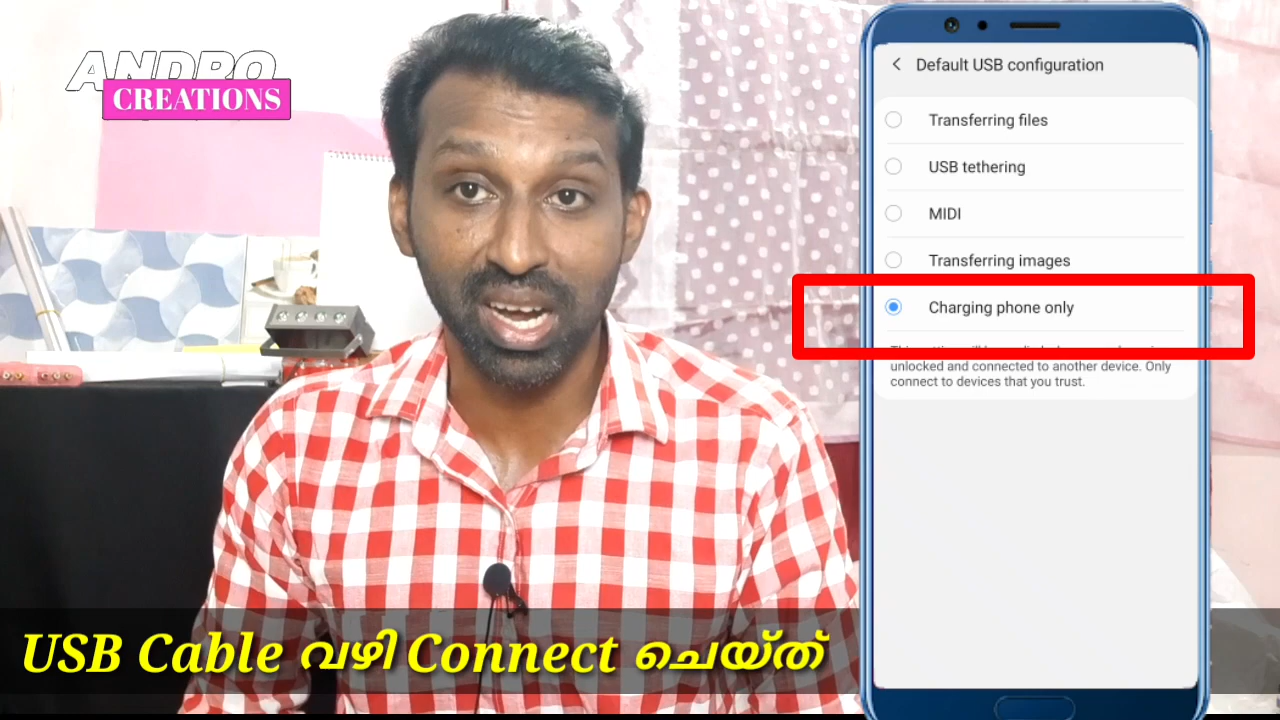 ANDRO
CREATIONS
Default USB configuration
Transferring files
USB tethering
MIDI
Transferring images
Charging phone only
unlocked and connected to another device. Only
connect to devices that you trust.
USB Cable വഴി Connect ചെയ്ത്